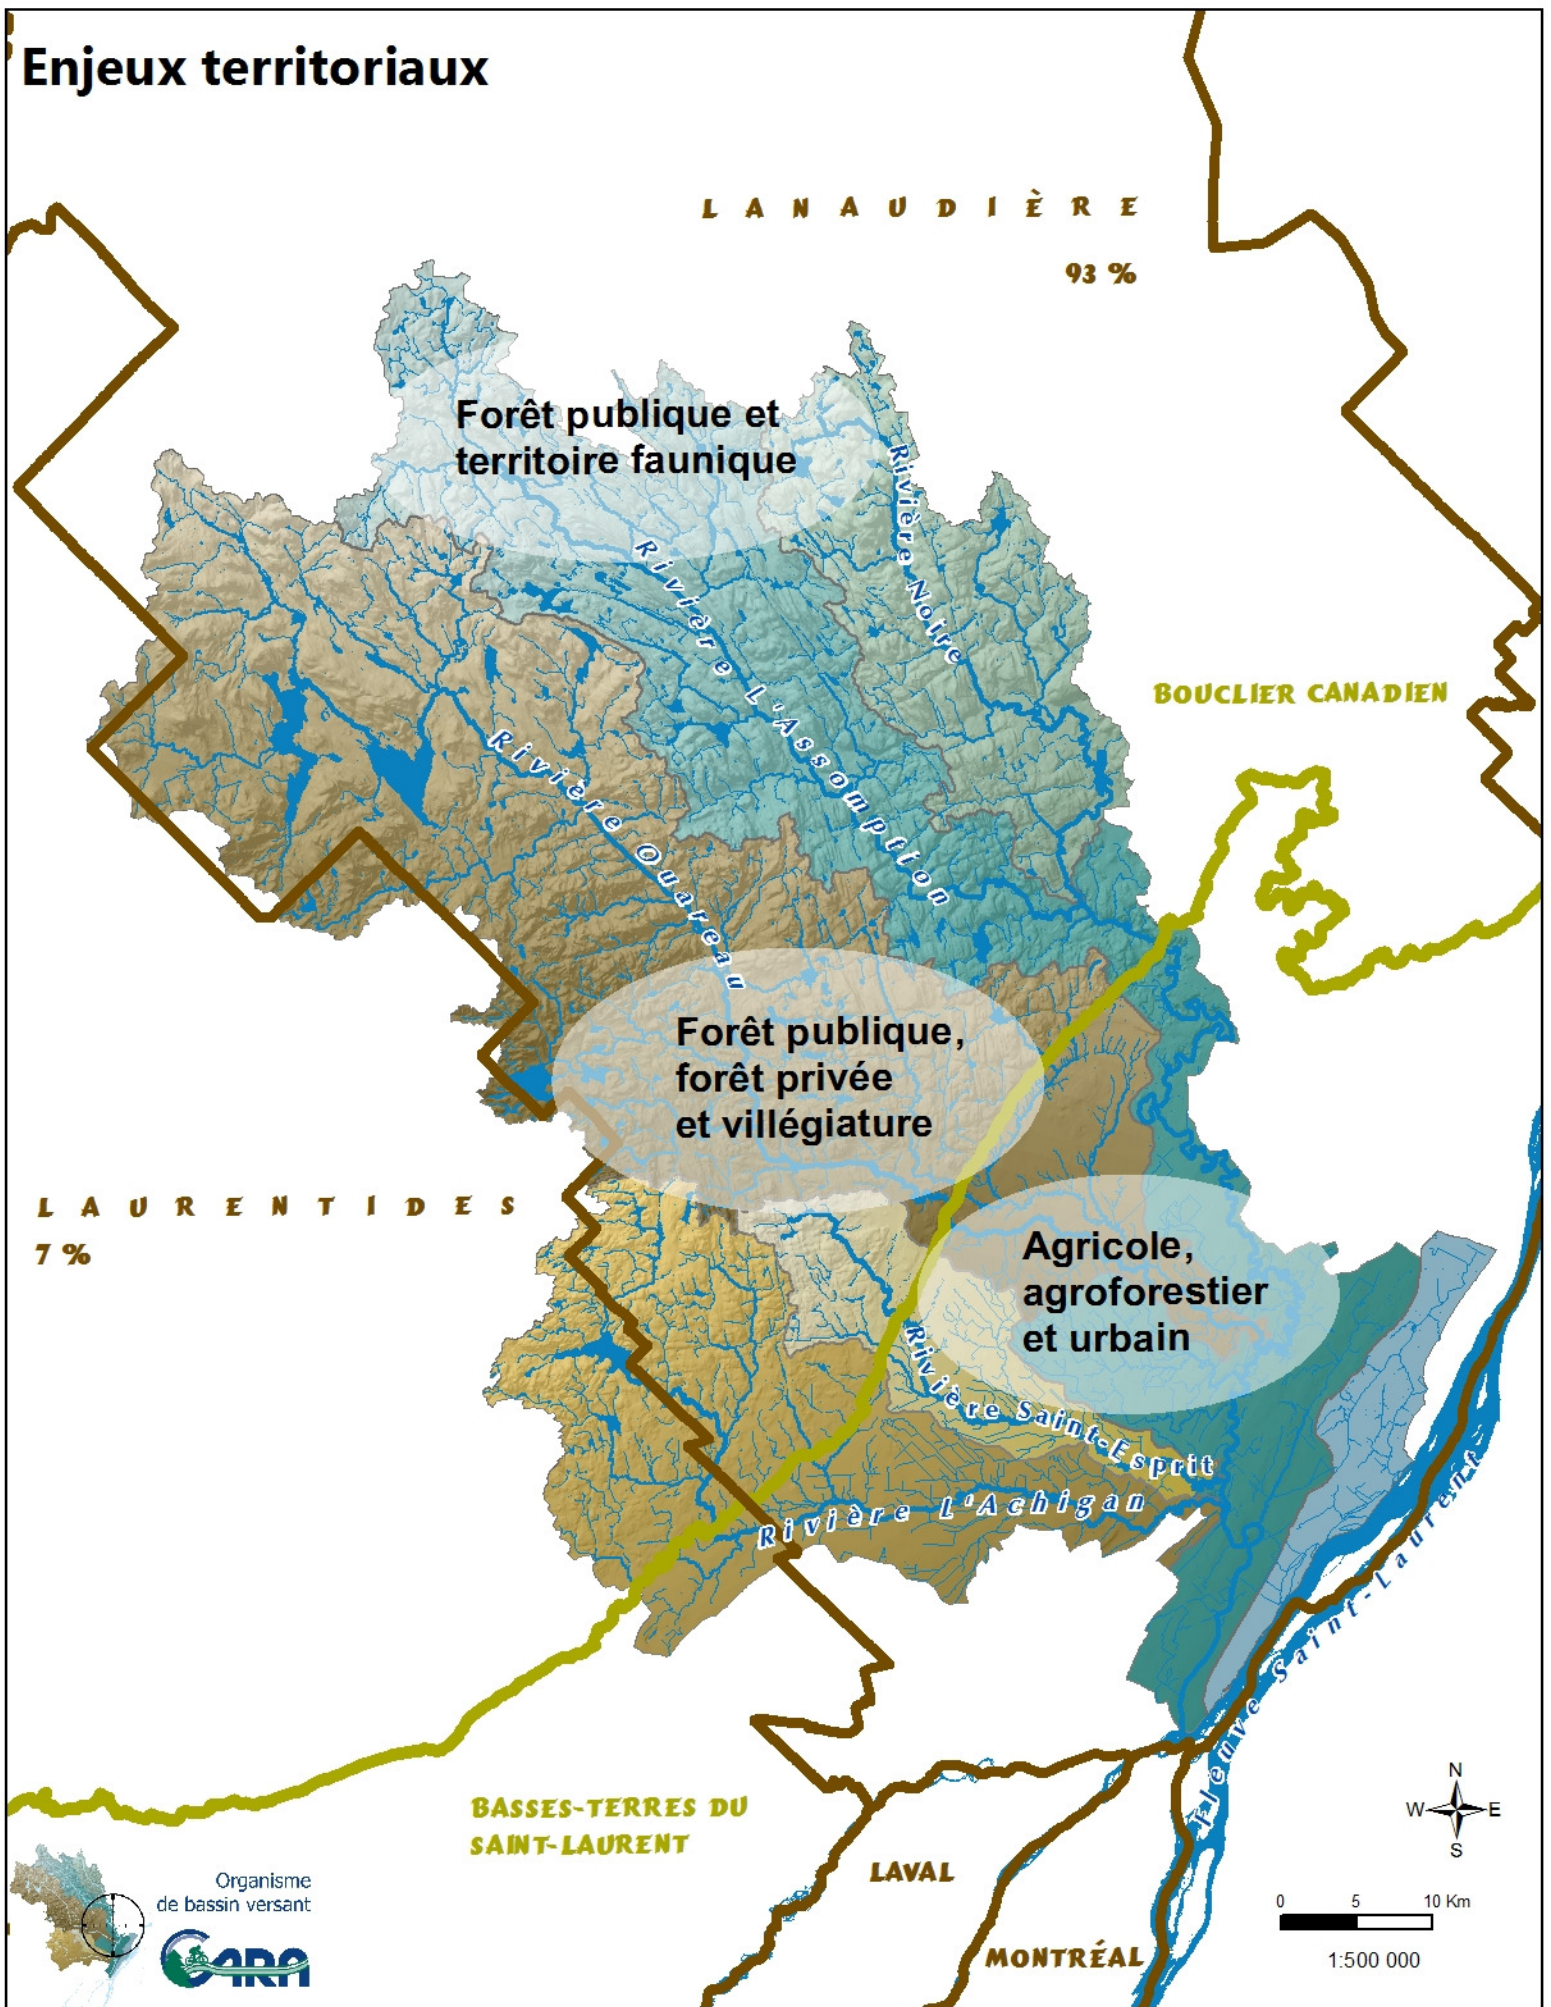 Enjeux territoriaux
LANAUDIÈRE
93 %
Forêt publique et
territoire faunique
Rivière Noire
Rivière L'Assomption
BOUCLIER CANADIEN
Rivière Ouareau
Forêt publique,
forêt privée
et villégiature
LAURENTIDES
7 %
Agricole,
agroforestier
et urbain
Rivière Saint-Esprit
Rivière L'Achigan
Fleuve Saint-Laurent
BASSES-TERRES DU
SAINT-LAURENT
LAVAL
MONTRÉAL
N
W E
S
0 5 10 Km
1:500 000
Organisme
de bassin versant
CARA